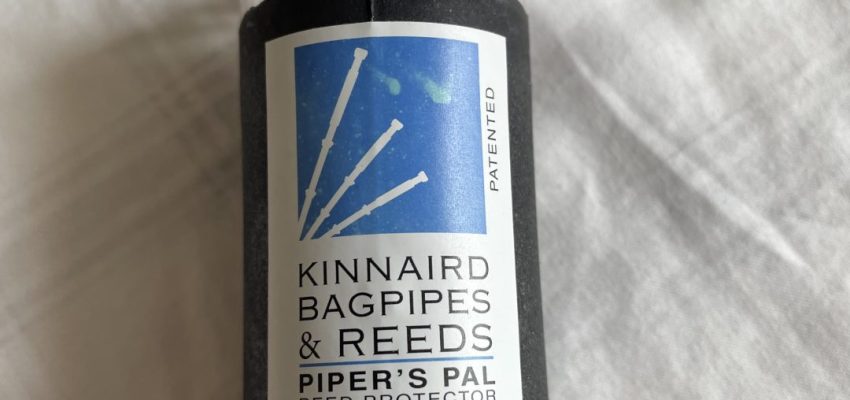 PATENTED
KINNAIRD
BAGPIPES
& REEDS
PIPER'S PAL
REED PROTECTOR